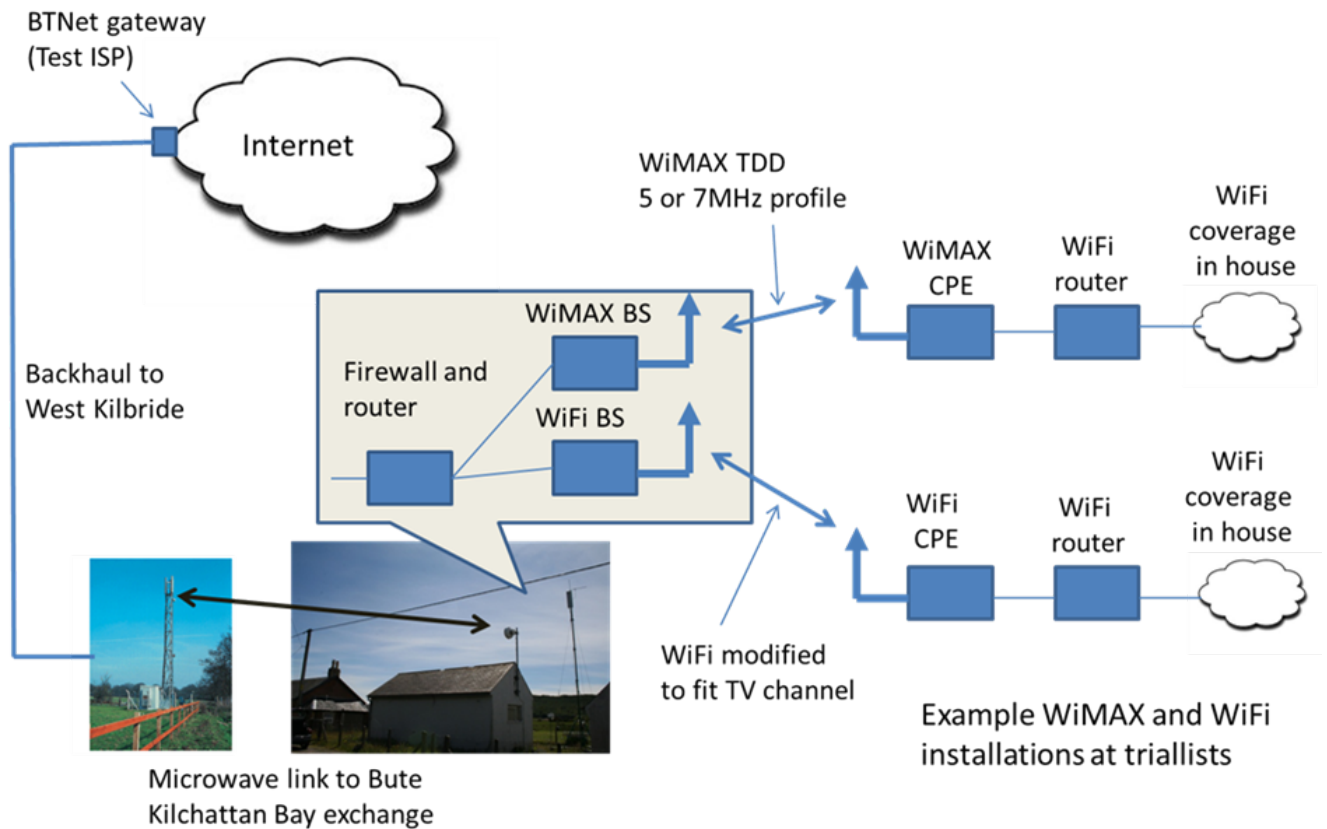 BTNet gateway
(Test ISP)
Internet
WiMAX TDD
5 or 7MHz profile
WiFi
coverage
in house
WiMAX
CPE
WiFi
router
WiMAX BS
Firewall and
router
WiFi BS
Backhaul to
West Kilbride
WiFi
CPE
WiFi
router
WiFi
coverage
in house
WiFi modified
to fit TV channel
Example WiMAX and WiFi
installations at triallists
Microwave link to Bute
Kilchattan Bay exchange